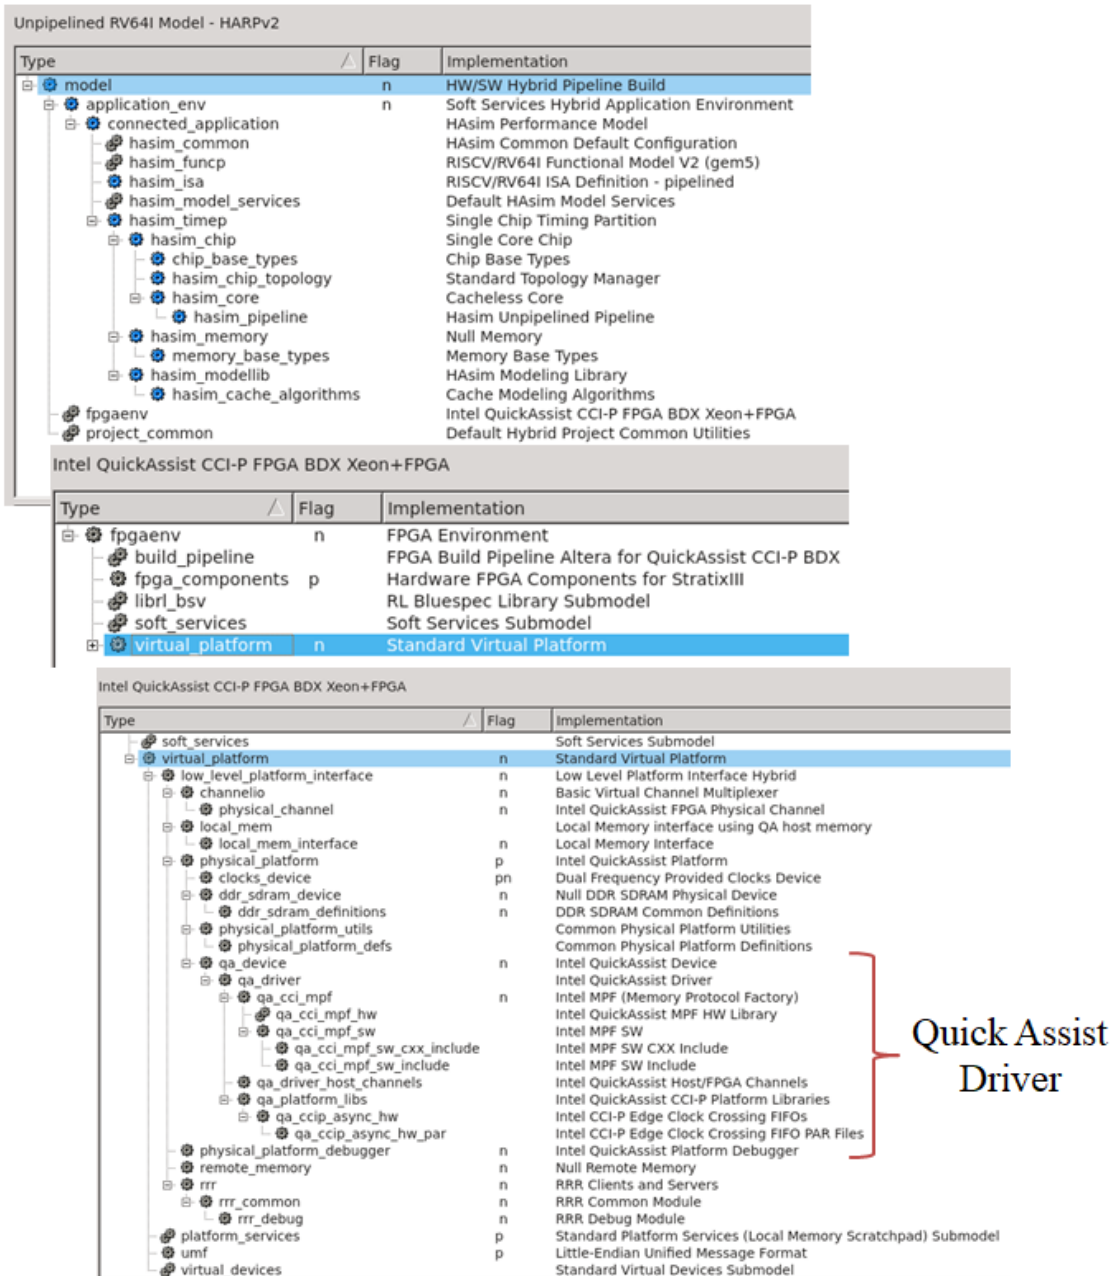 Unpipelined RV64I Model - HARPv2
Type Flag Implementation
model n HW/SW Hybrid Pipeline Build
application_env n Soft Services Hybrid Application Environment
connected_application HAsim Performance Model
hasim_common HAsim Common Default Configuration
hasim_funcp RISCV/RV64I Functional Model V2 (gem5)
hasim_isa RISCV/RV64I ISA Definition - pipelined
hasim_model_services Default HAsim Model Services
hasim_timep Single Chip Timing Partition
hasim_chip Single Core Chip
chip_base_types Chip Base Types
hasim_chip_topology Standard Topology Manager
hasim_core Cacheless Core
hasim_pipeline Hasim Unpipelined Pipeline
hasim_memory Null Memory
memory_base_types Memory Base Types
hasim_modellib HAsim Modeling Library
hasim_cache_algorithms Cache Modeling Algorithms
fpgaenv Intel QuickAssist CCI-P FPGA BDX Xeon+FPGA
project_common Default Hybrid Project Common Utilities
Intel QuickAssist CCI-P FPGA BDX Xeon+FPGA
Type Flag Implementation
fpgaenv n FPGA Environment
build_pipeline FPGA Build Pipeline Altera for QuickAssist CCI-P BDX
fpga_components p Hardware FPGA Components for StratixIII
librl_bsv RL Bluespec Library Submodel
soft_services Soft Services Submodel
virtual_platform n Standard Virtual Platform
Intel QuickAssist CCI-P FPGA BDX Xeon+FPGA
Type Flag Implementation
soft_services Soft Services Submodel
virtual_platform n Standard Virtual Platform
low_level_platform_interface n Low Level Platform Interface Hybrid
channelio n Basic Virtual Channel Multiplexer
physical_channel n Intel QuickAssist FPGA Physical Channel
local_mem Local Memory interface using QA host memory
local_mem_interface n Local Memory Interface
physical_platform p Intel QuickAssist Platform
clocks_device pn Dual Frequency Provided Clocks Device
ddr_sdram_device n Null DDR SDRAM Physical Device
ddr_sdram_definitions n DDR SDRAM Common Definitions
physical_platform_utils Common Physical Platform Utilities
physical_platform_defs Common Physical Platform Definitions
qa_device n Intel QuickAssist Device
qa_driver Intel QuickAssist Driver
qa_cci_mpf n Intel MPF (Memory Protocol Factory)
qa_cci_mpf_hw Intel QuickAssist MPF HW Library
qa_cci_mpf_sw Intel MPF SW
qa_cci_mpf_sw_cxx_include Intel MPF SW CXX Include
qa_cci_mpf_sw_include Intel MPF SW Include
qa_driver_host_channels Intel QuickAssist Host/FPGA Channels
qa_platform_libs Intel QuickAssist CCI-P Platform Libraries
qa_ccip_async_hw Intel CCI-P Edge Clock Crossing FIFOs
qa_ccip_async_hw_par Intel CCI-P Edge Clock Crossing FIFO PAR Files
physical_platform_debugger n Intel QuickAssist Platform Debugger
remote_memory n Null Remote Memory
rrr n RRR Clients and Servers
rrr_common n RRR Common Module
rrr_debug n RRR Debug Module
platform_services p Standard Platform Services (Local Memory Scratchpad) Submodel
umf p Little-Endian Unified Message Format
virtual_devices Standard Virtual Devices Submodel
Quick Assist
Driver